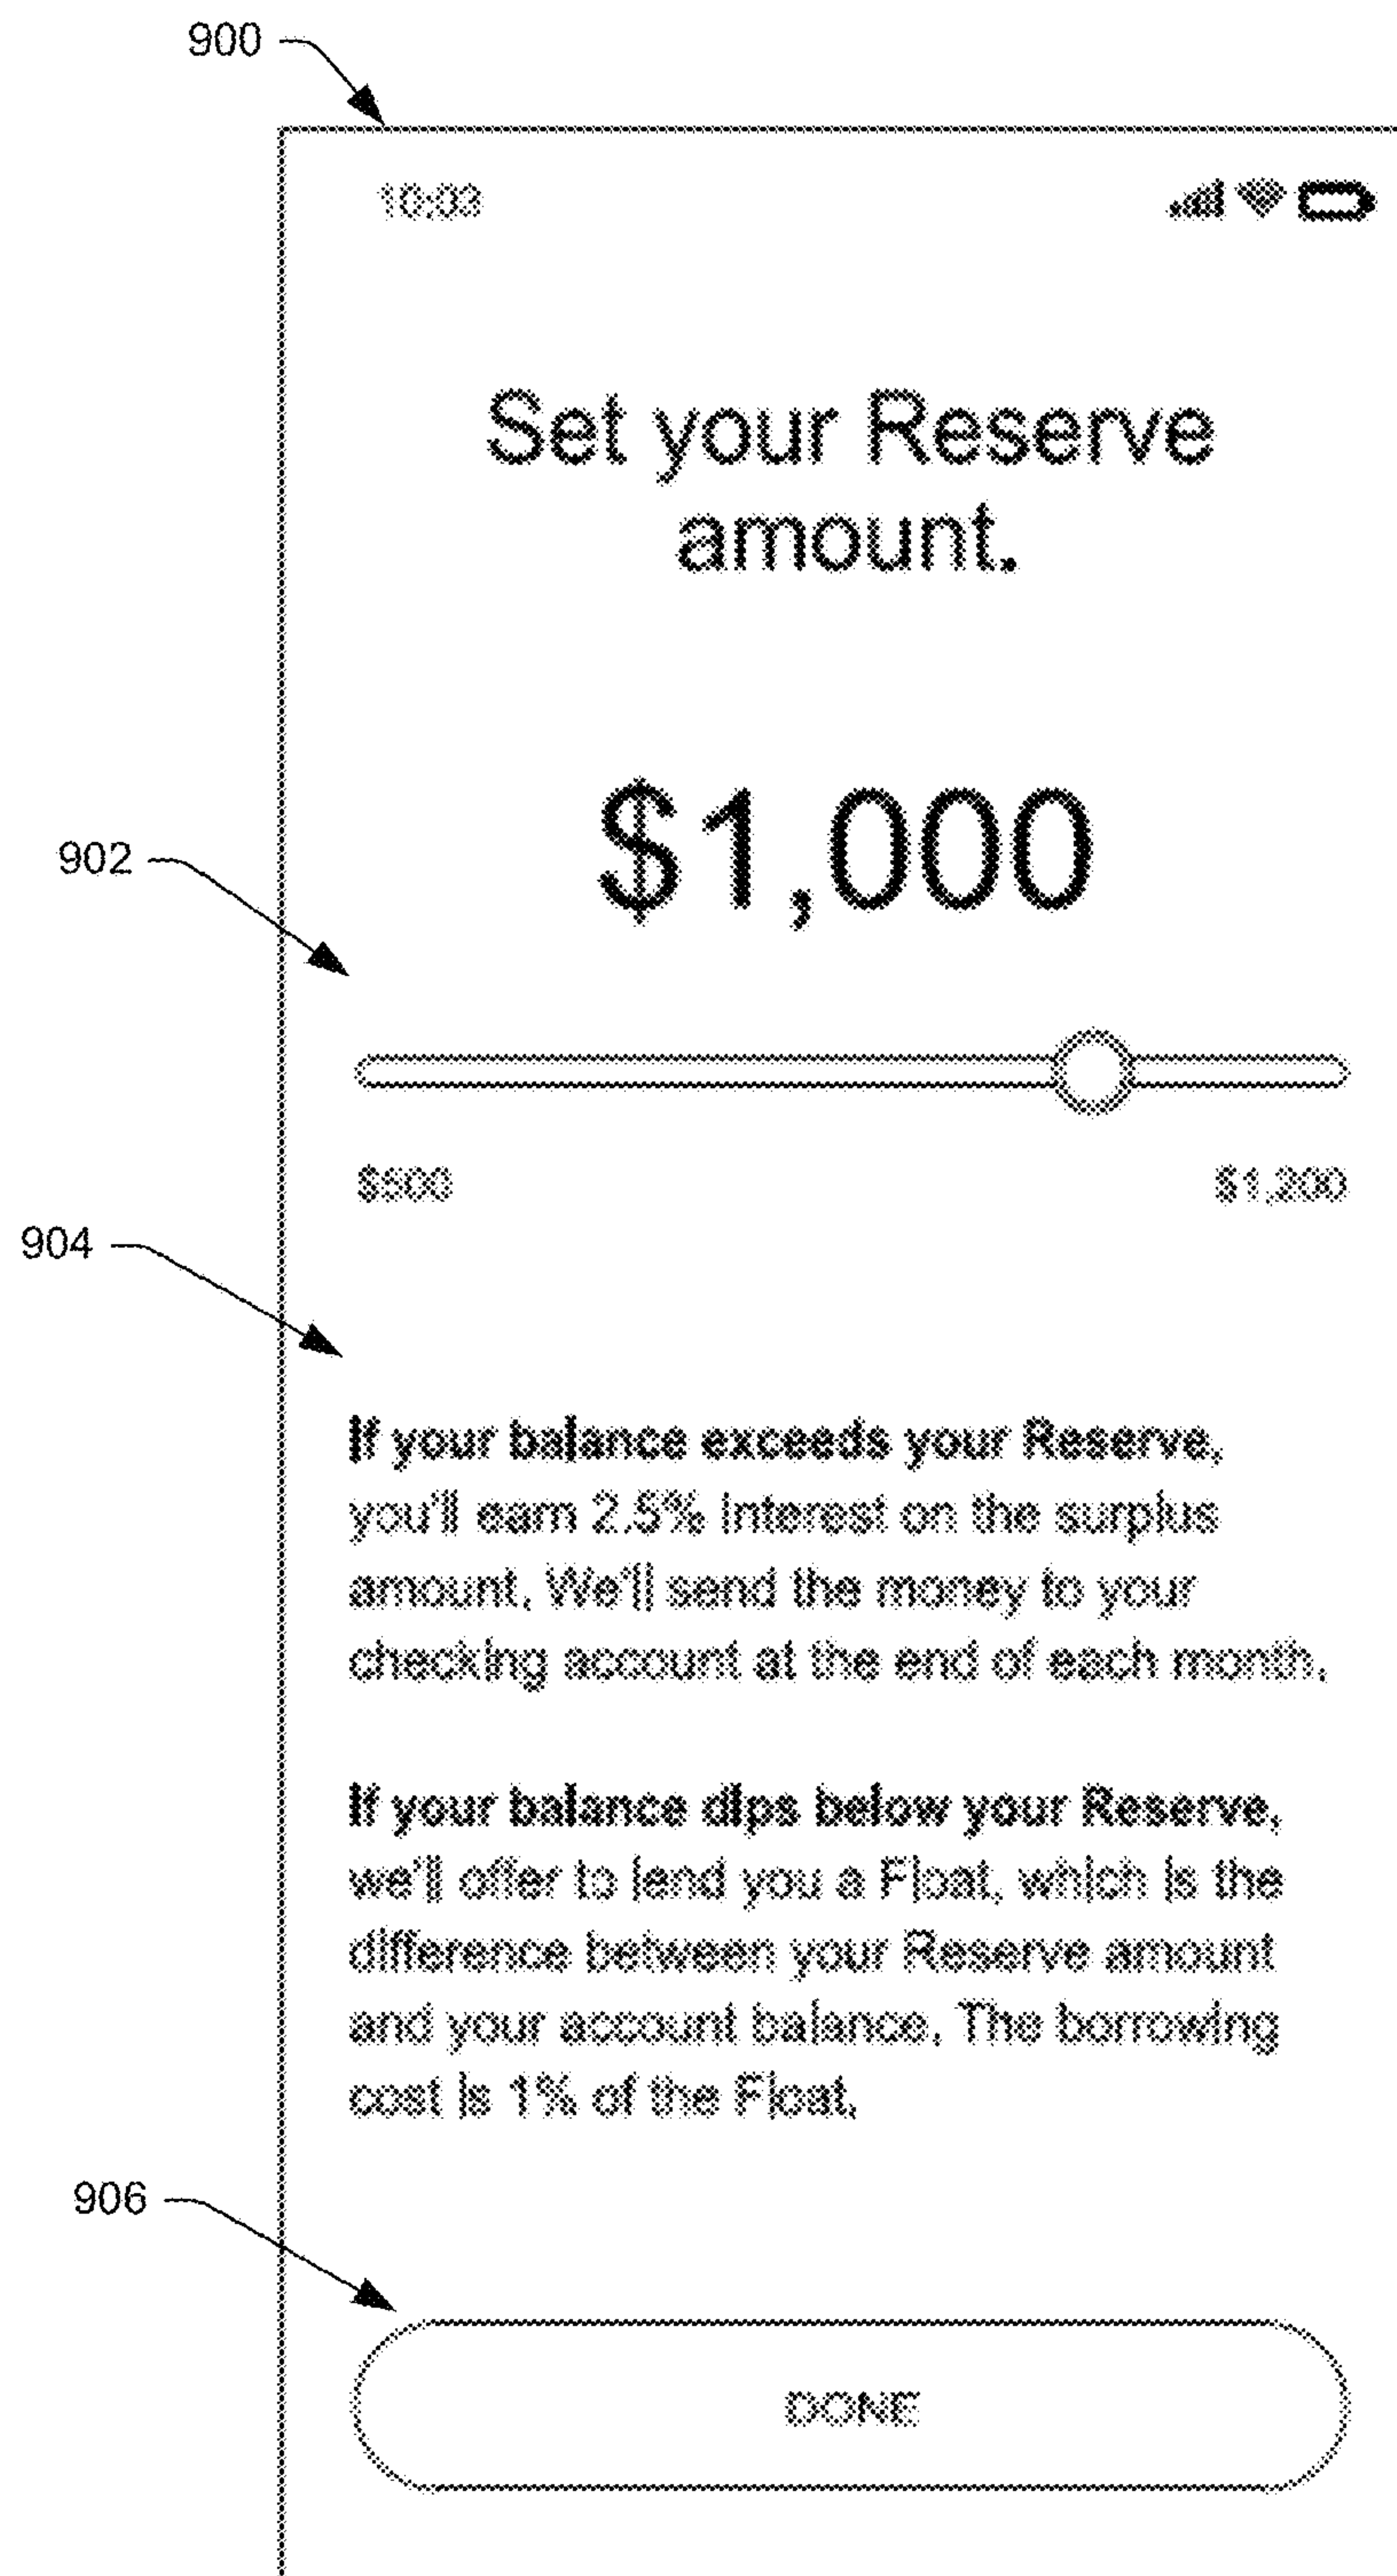 900
10:03
Set your Reserve
amount.
$1,000
902
$500
$1,200
904
If your balance exceeds your Reserve,
you'll earn 2.5% interest on the surplus
amount. We'll send the money to your
checking account at the end of each month.
If your balance dips below your Reserve,
we'll offer to lend you a Float, which is the
difference between your Reserve amount
and your account balance. The borrowing
cost is 1% of the Float.
906
DONE